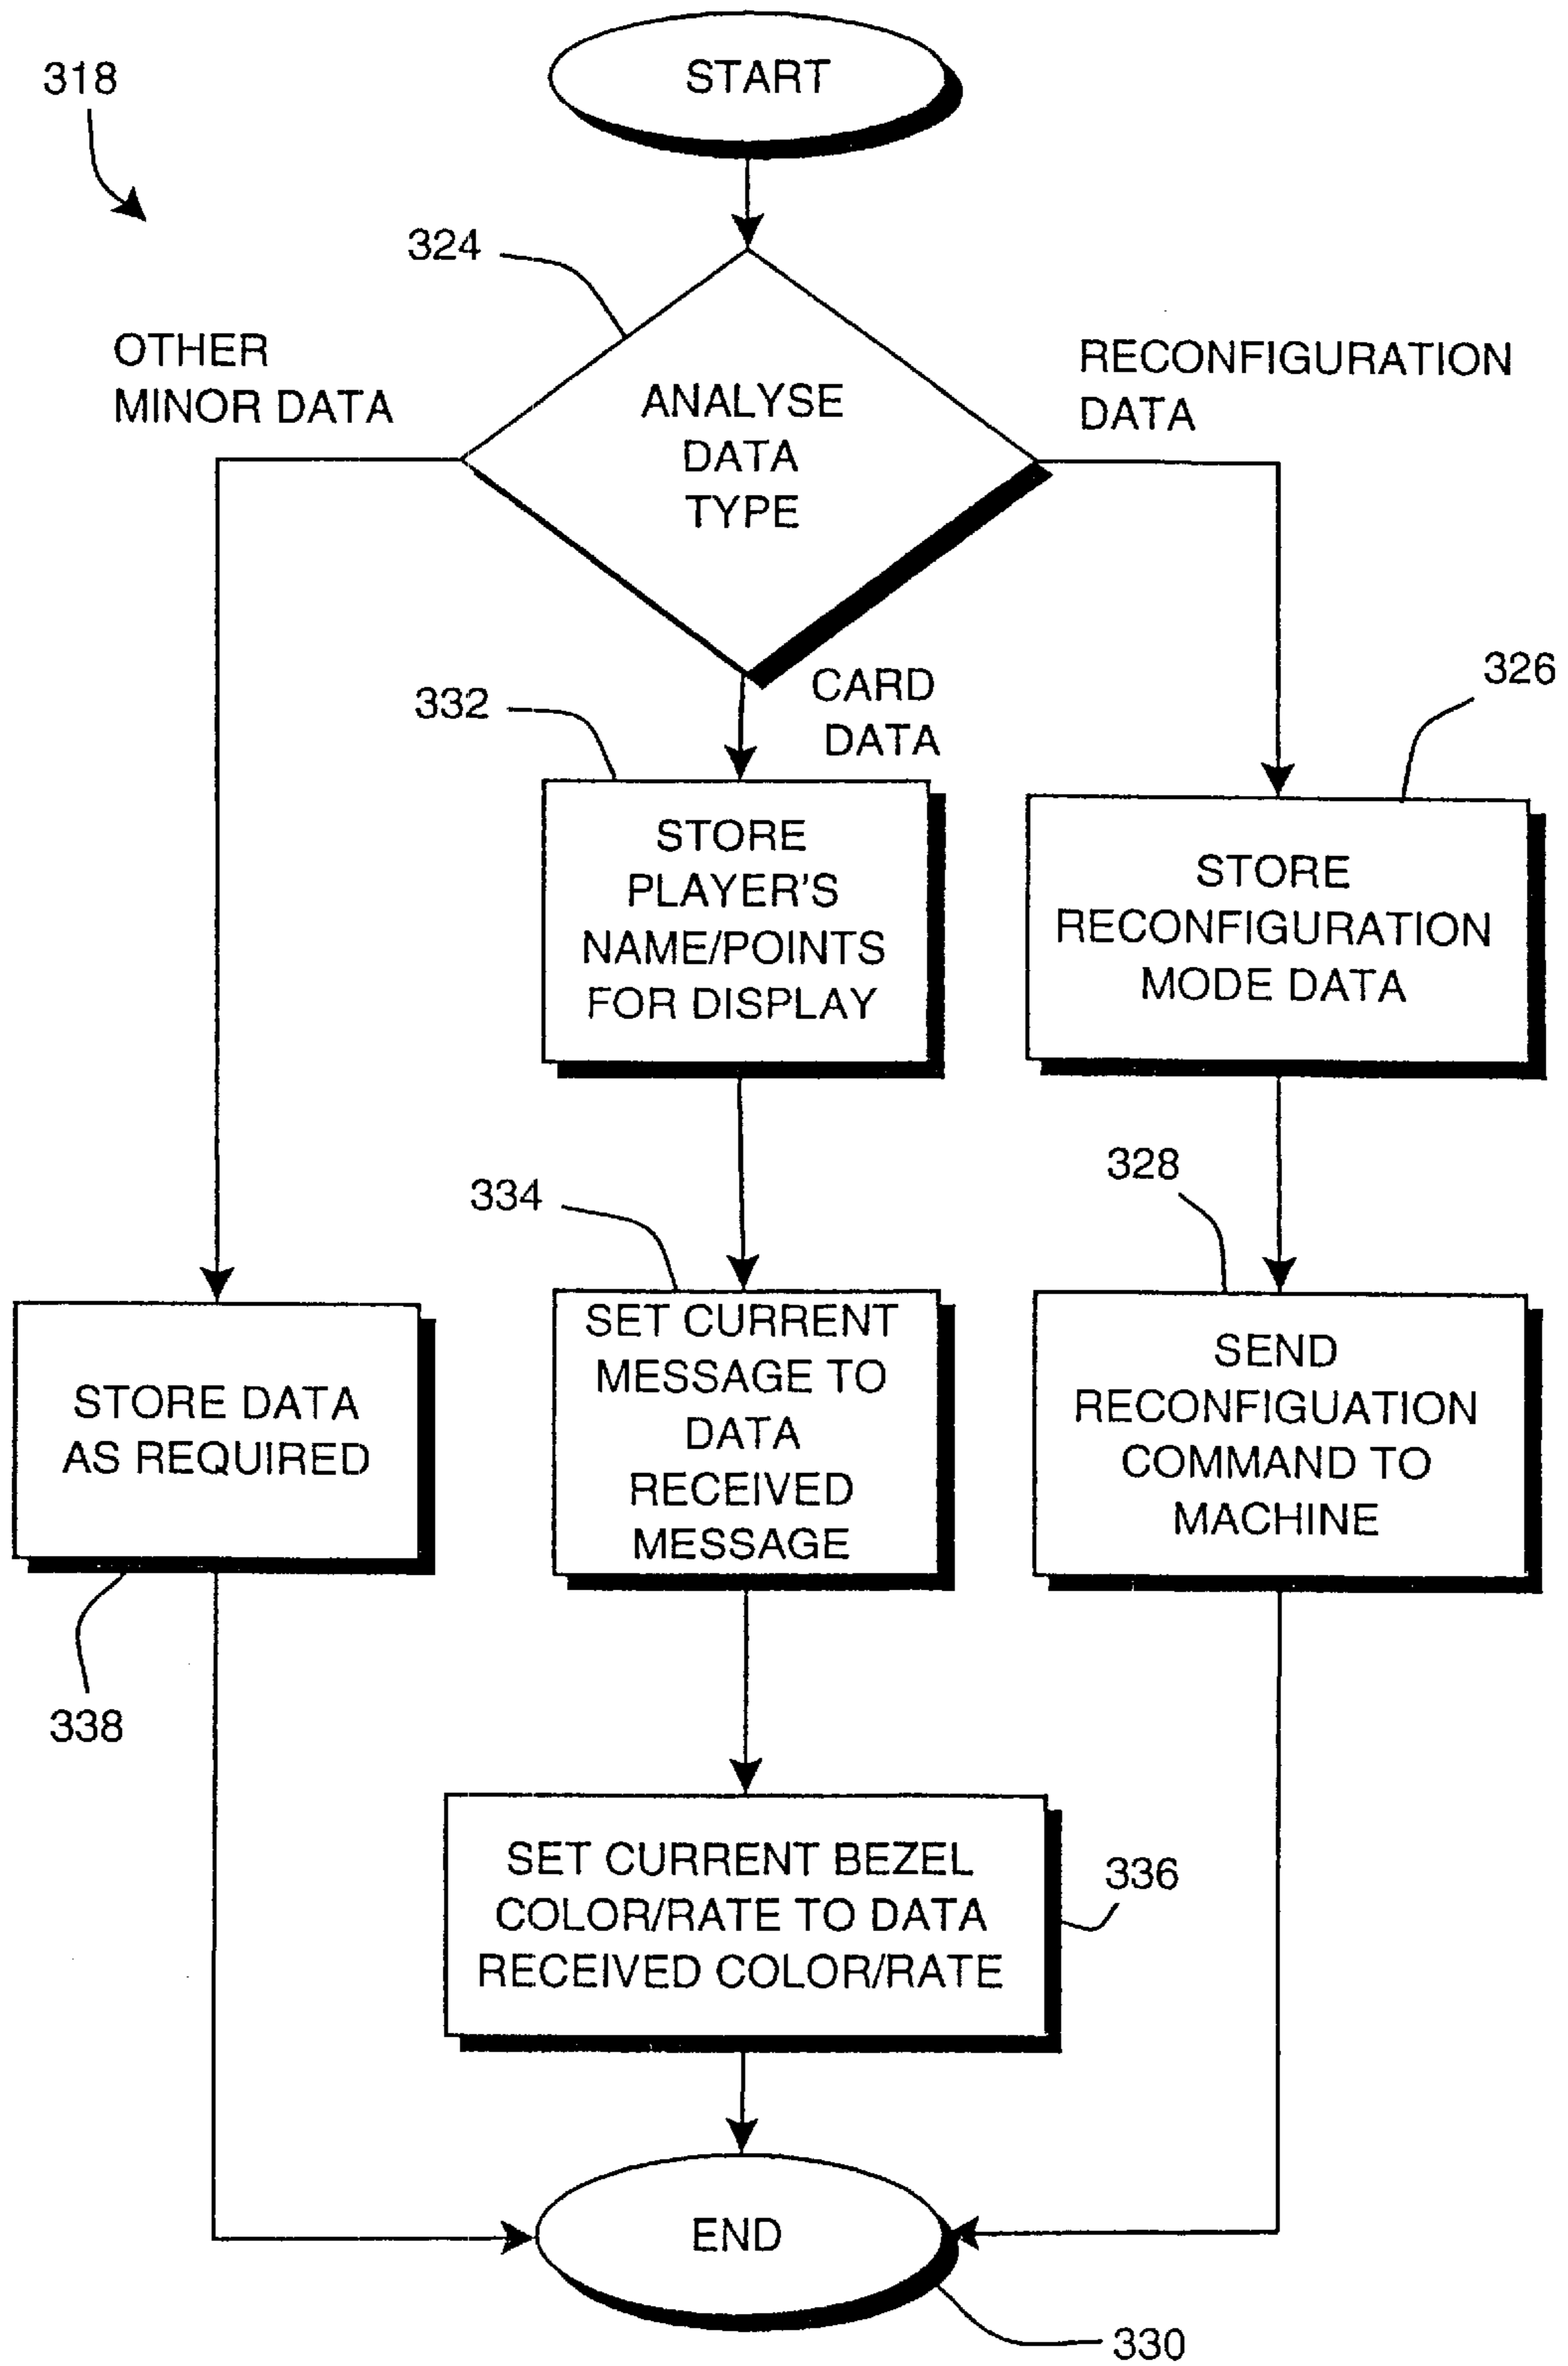 318
START
324
OTHER
MINOR DATA
RECONFIGURATION
DATA
ANALYSE
DATA
TYPE
CARD
DATA
332
326
STORE
PLAYER'S
NAME/POINTS
FOR DISPLAY
STORE
RECONFIGURATION
MODE DATA
334
328
STORE DATA
AS REQUIRED
SET CURRENT
MESSAGE TO
DATA
RECEIVED
MESSAGE
SEND
RECONFIGUATION
COMMAND TO
MACHINE
338
SET CURRENT BEZEL
COLOR/RATE TO DATA
RECEIVED COLOR/RATE
336
END
330